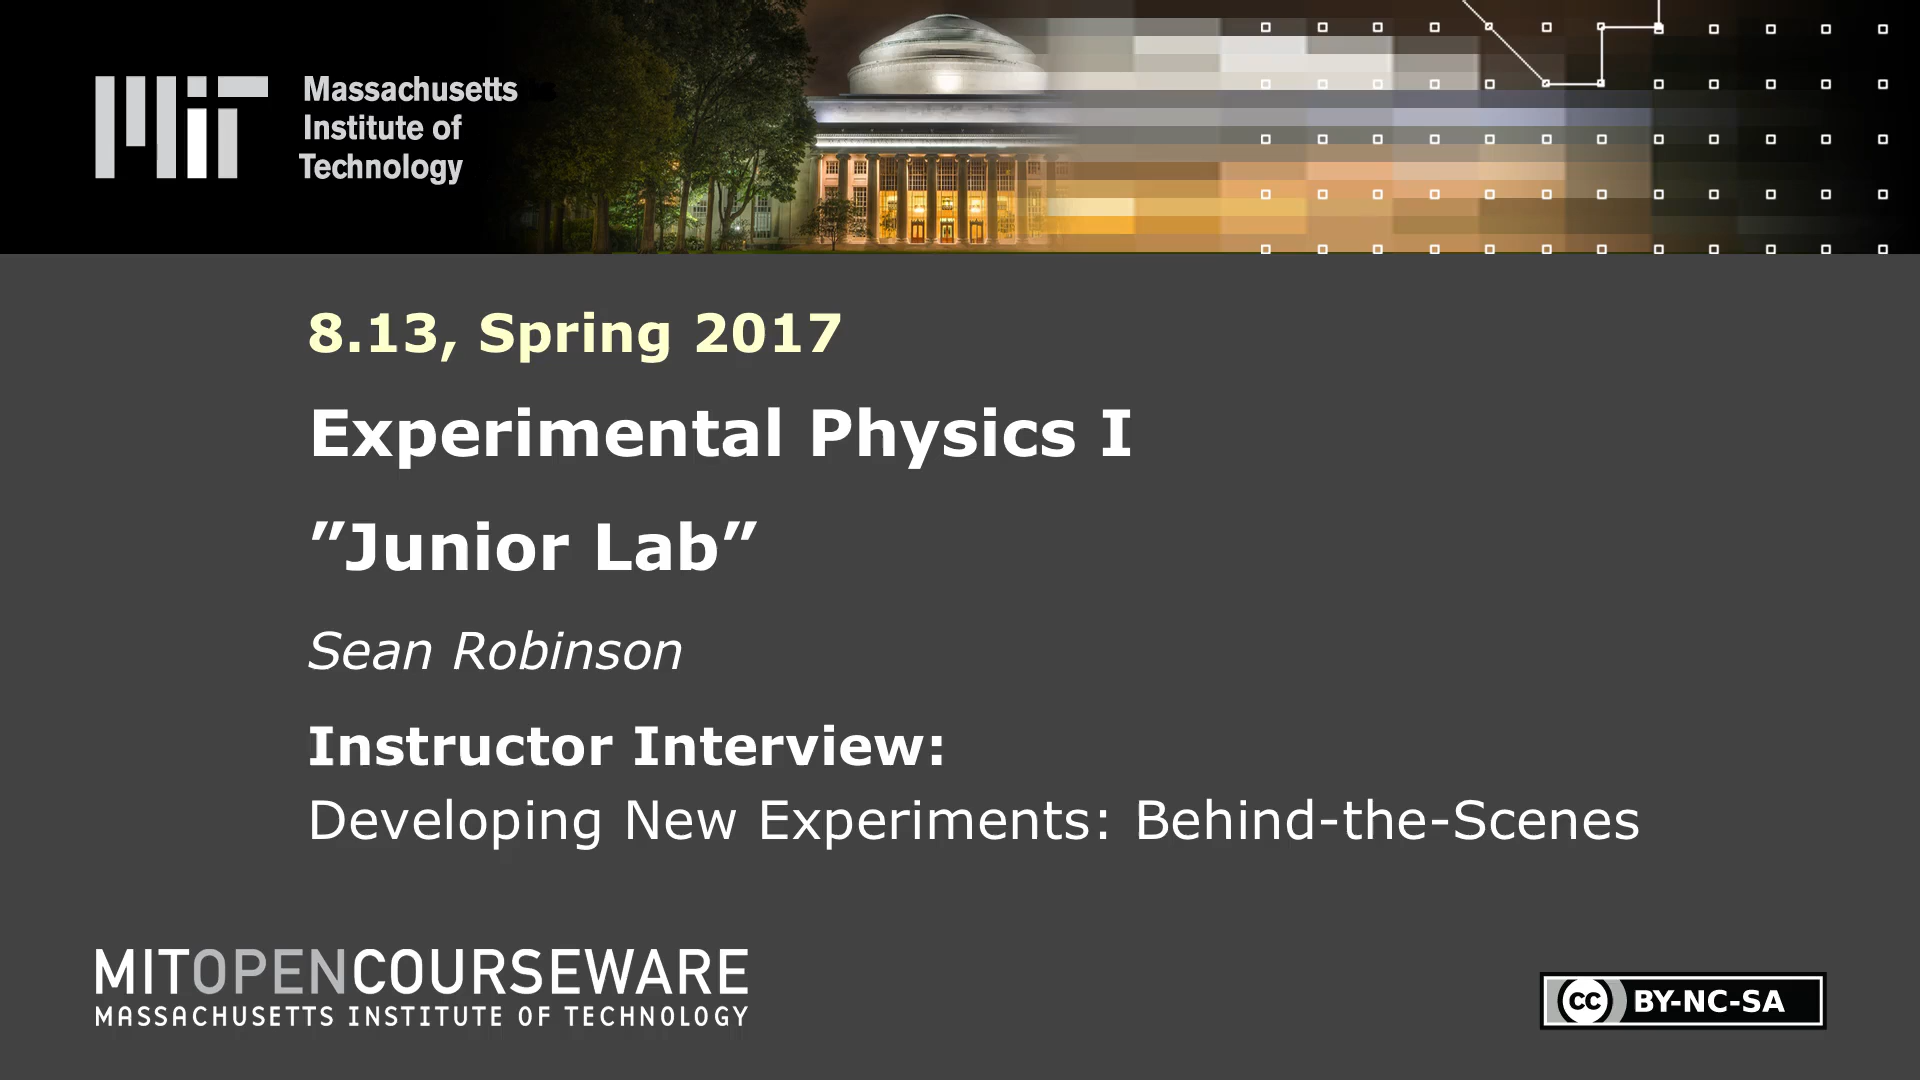 Massachusetts
Institute of
Technology
8.13, Spring 2017
Experimental Physics I
”Junior Lab”
Sean Robinson
Instructor Interview:
Developing New Experiments: Behind-the-Scenes
MITOPENCOURSEWARE
MASSACHUSETTS INSTITUTE OF TECHNOLOGY
cc BY-NC-SA